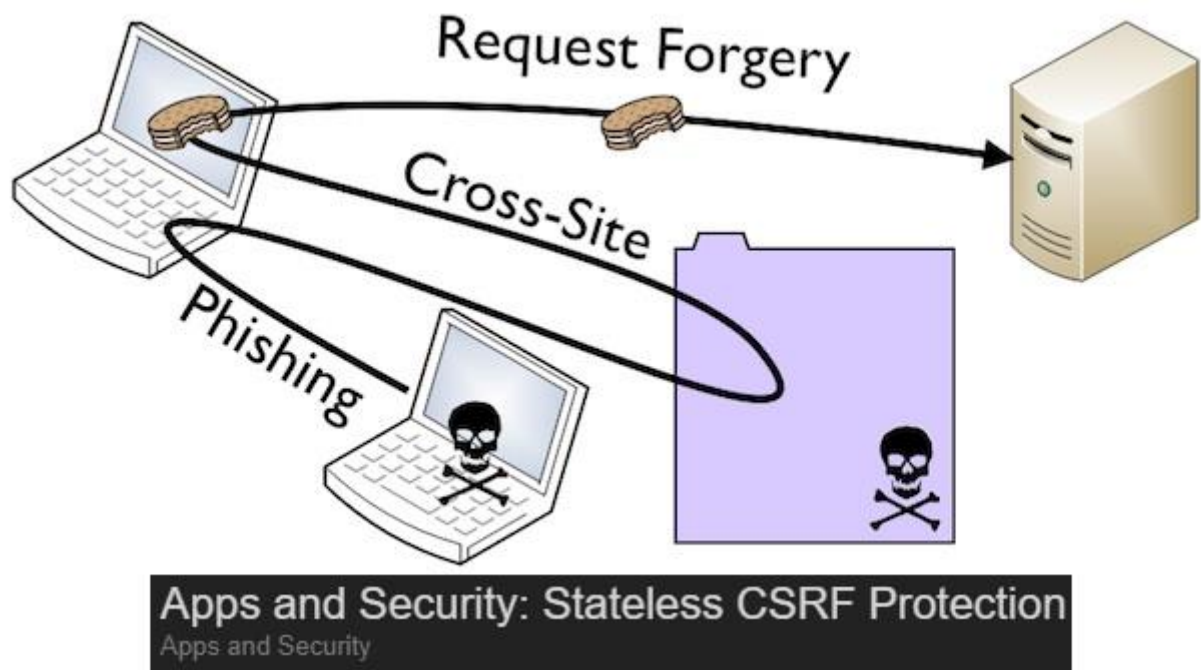 Request Forgery
Cross-Site
Phishing
Apps and Security: Stateless CSRF Protection
Apps and Security